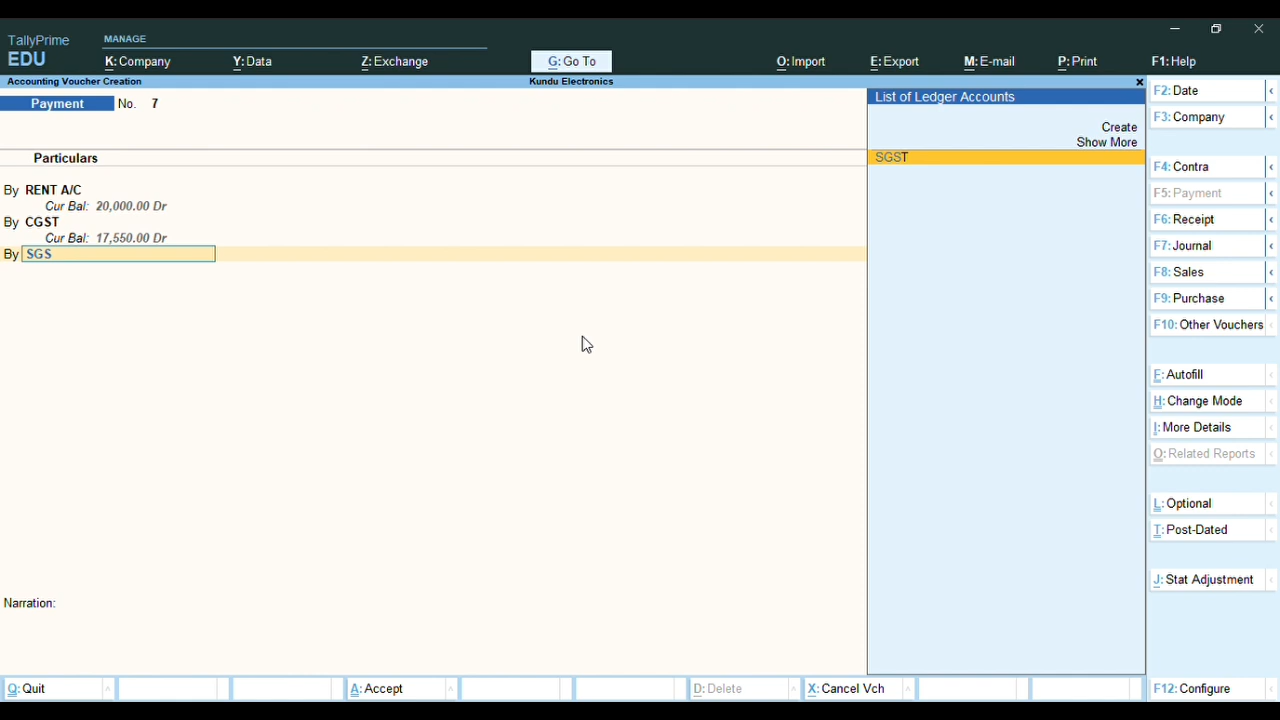 TallyPrime
EDU
MANAGE
K: Company
Y: Data
Z: Exchange
G: Go To
O: Import
E: Export
M: E-mail
P: Print
F1: Help
Accounting Voucher Creation
Kundu Electronics
Payment No. 7
Particulars
By RENT A/C
Cur Bal: 20,000.00 Dr
By CGST
Cur Bal: 17,550.00 Dr
By SGS
Narration:
List of Ledger Accounts
Create
Show More
SGST
F2: Date
F3: Company
F4: Contra
F5: Payment
F6: Receipt
F7: Journal
F8: Sales
F9: Purchase
F10: Other Vouchers
F: Autofill
H: Change Mode
I: More Details
O: Related Reports
L: Optional
T: Post-Dated
J: Stat Adjustment
Q: Quit
A: Accept
D: Delete
X: Cancel Vch
F12: Configure